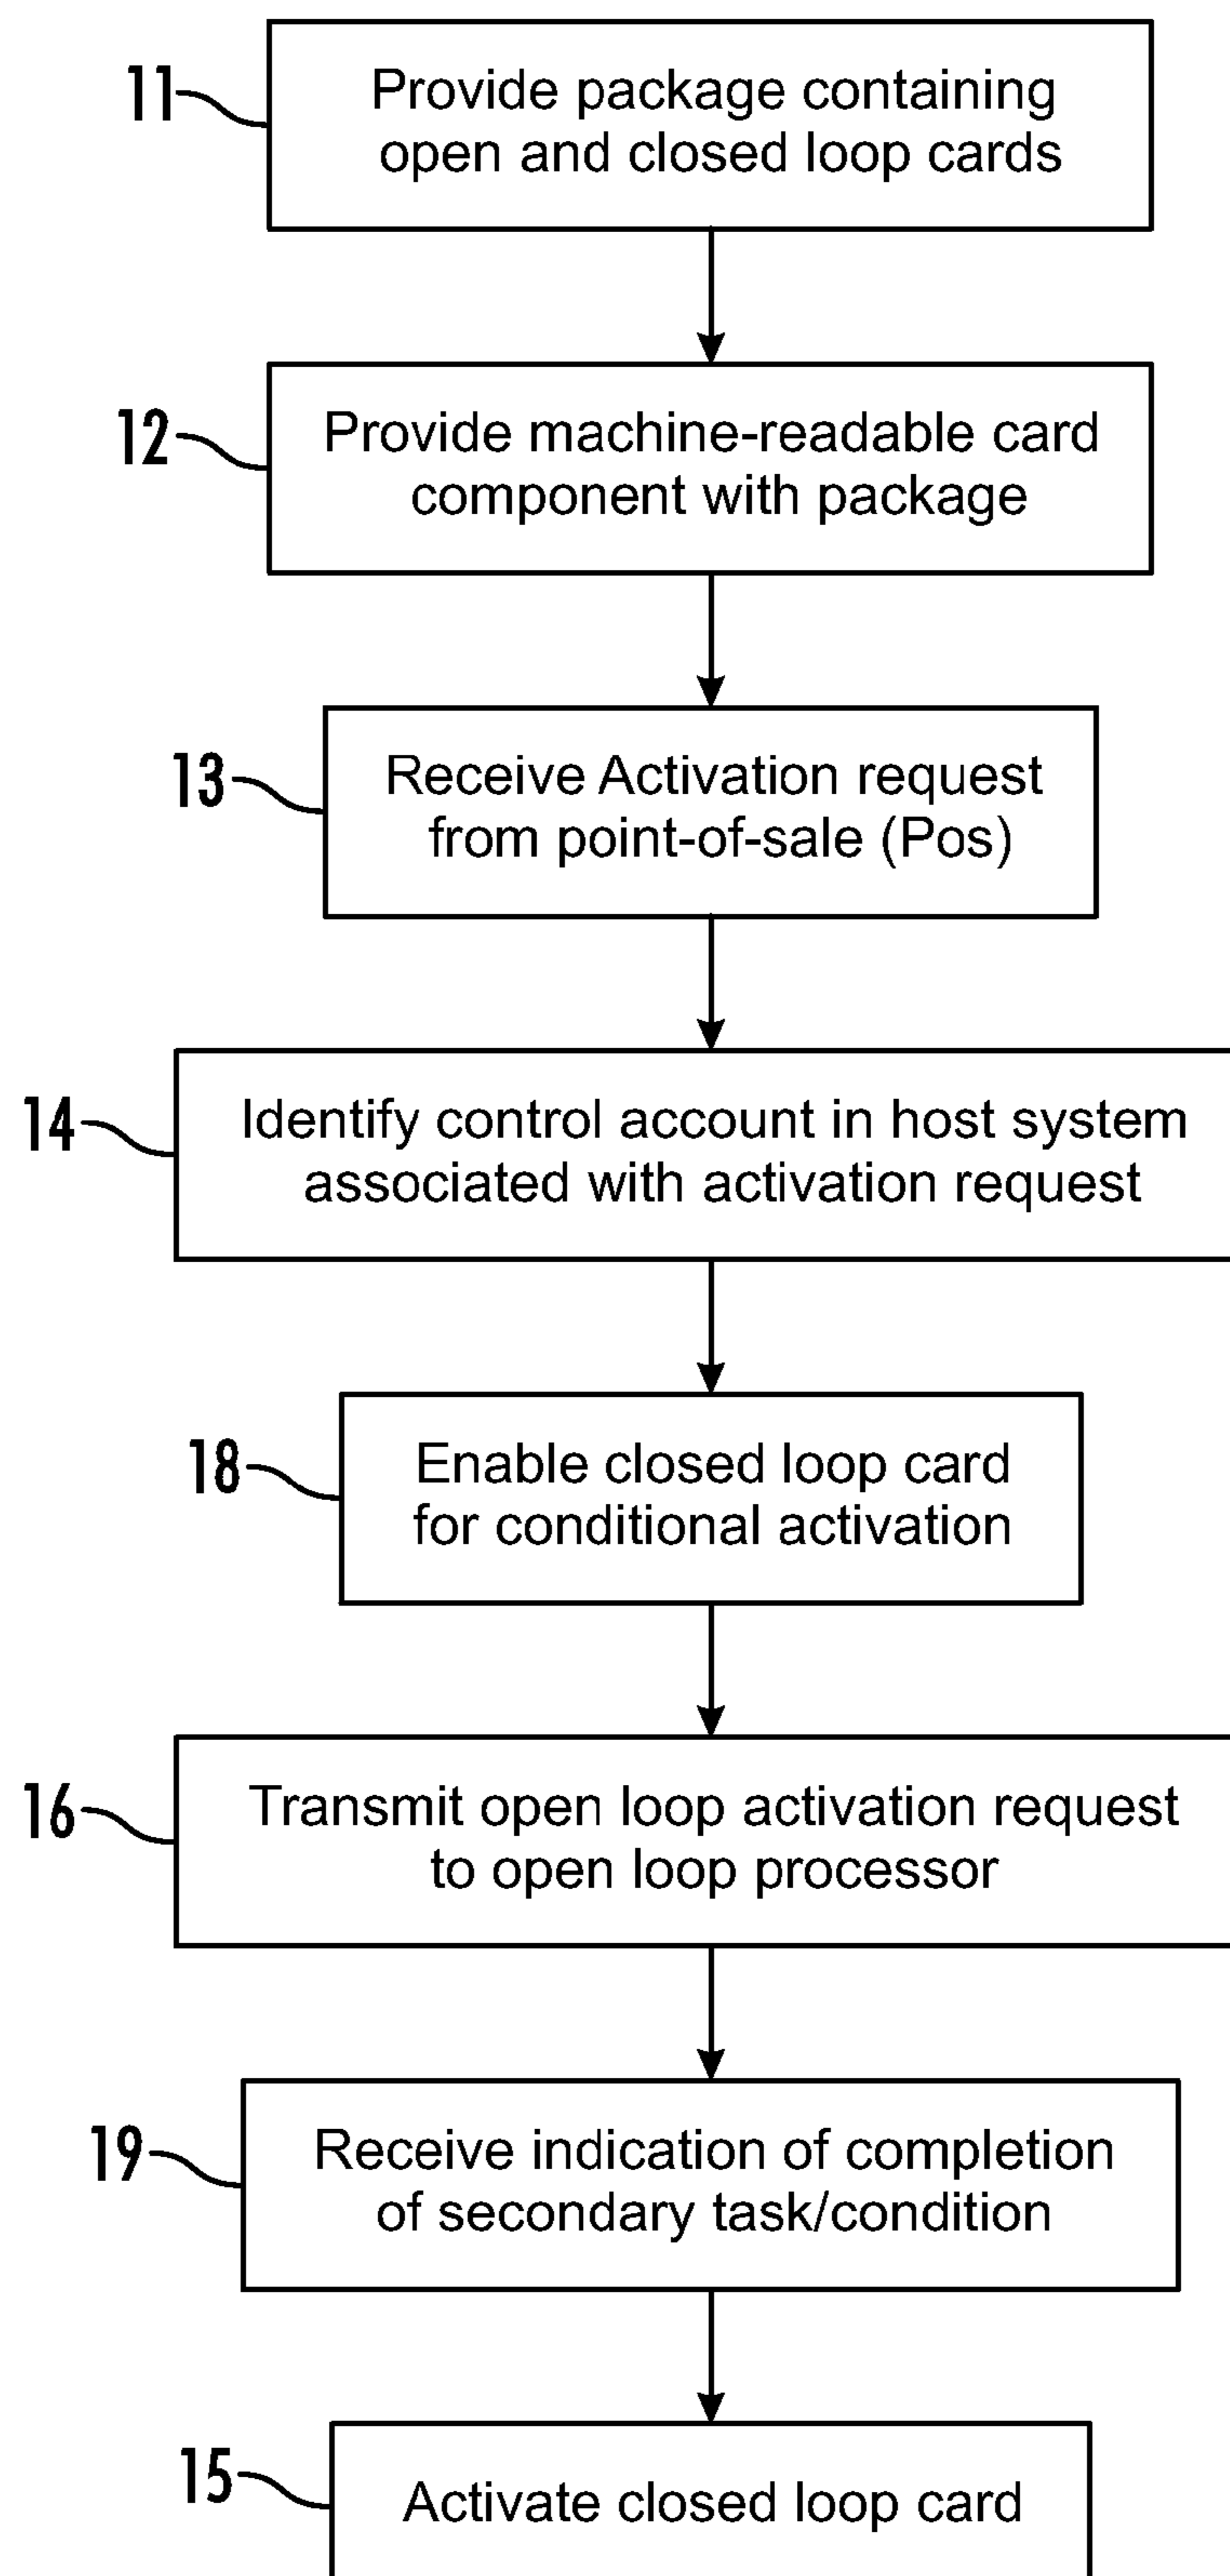 11
Provide package containing
open and closed loop cards
12
Provide machine-readable card
component with package
13
Receive Activation request
from point-of-sale (Pos)
14
Identify control account in host system
associated with activation request
18
Enable closed loop card
for conditional activation
16
Transmit open loop activation request
to open loop processor
19
Receive indication of completion
of secondary task/condition
15
Activate closed loop card